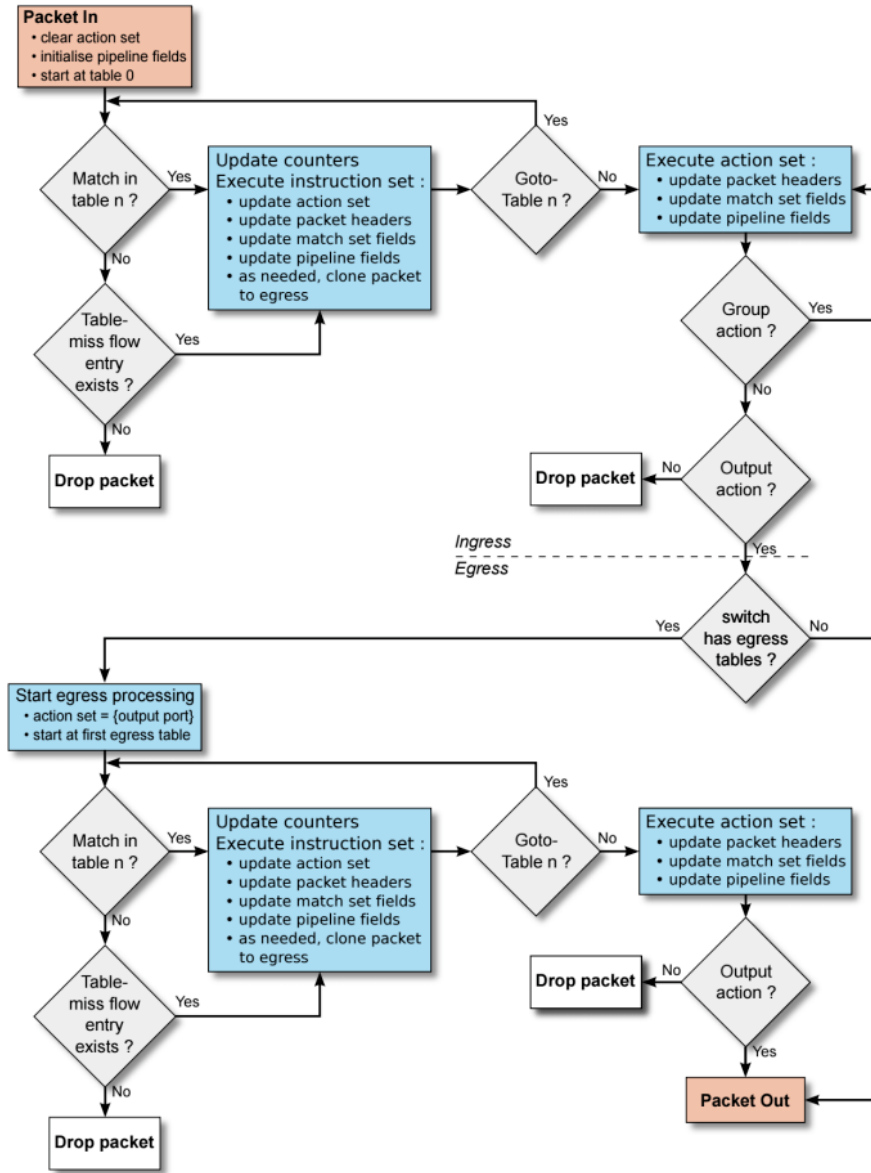 Packet In
• clear action set
• initialise pipeline fields
• start at table 0
Yes
Match in
table n ?
Yes
Update counters
Execute instruction set :
• update action set
• update packet headers
• update match set fields
• update pipeline fields
• as needed, clone packet
to egress
Goto-
Table n ?
No
Execute action set :
• update packet headers
• update match set fields
• update pipeline fields
No
Table-
miss flow
entry
exists ?
Yes
Group
action ?
Yes
No
No
Drop packet
Drop packet
No
Output
action ?
Ingress
Yes
Egress
Yes
switch
has egress
tables ?
No
Start egress processing
• action set = {output port}
• start at first egress table
Yes
Match in
table n ?
Yes
Update counters
Execute instruction set :
• update action set
• update packet headers
• update match set fields
• update pipeline fields
• as needed, clone packet
to egress
Goto-
Table n ?
No
Execute action set :
• update packet headers
• update match set fields
• update pipeline fields
No
Table-
miss flow
entry
exists ?
Yes
Drop packet
No
Output
action ?
Yes
No
Drop packet
Packet Out